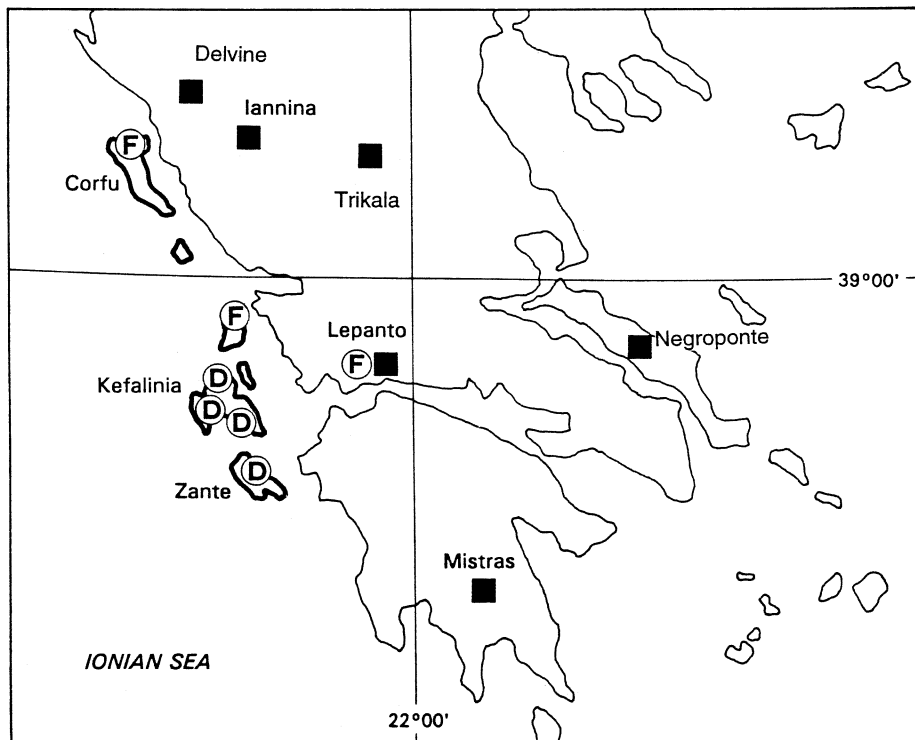 Delvine
Iannina
F
Corfu
Trikala
39°00'
F
Lepanto
F
Negroponte
Kefalinia
D
D
D
Zante
D
Mistras
IONIAN SEA
22°00'